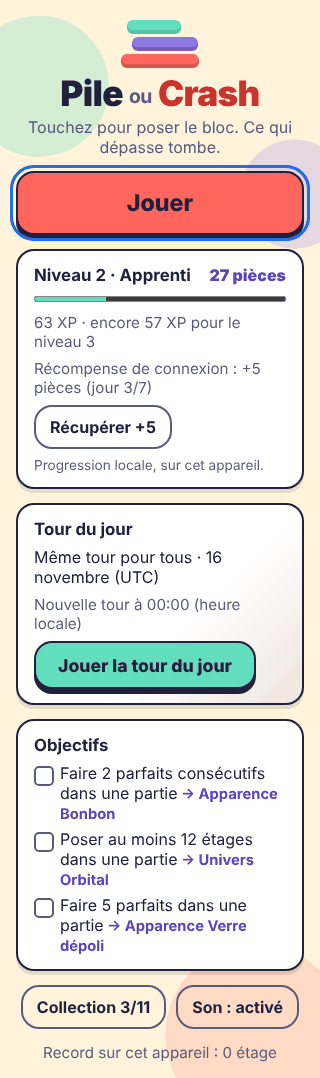 Pile ou Crash
Touchez pour poser le bloc. Ce qui
dépasse tombe.
Jouer
Niveau 2 · Apprenti 27 pièces
63 XP · encore 57 XP pour le
niveau 3
Récompense de connexion : +5
pièces (jour 3/7)
Récupérer +5
Progression locale, sur cet appareil.
Tour du jour
Même tour pour tous · 16
novembre (UTC)
Nouvelle tour à 00:00 (heure
locale)
Jouer la tour du jour
Objectifs
Faire 2 parfaits consécutifs
dans une partie → Apparence
Bonbon
Poser au moins 12 étages
dans une partie → Univers
Orbital
Faire 5 parfaits dans une
partie → Apparence Verre
dépoli
Collection 3/11 Son : activé
Record sur cet appareil : 0 étage